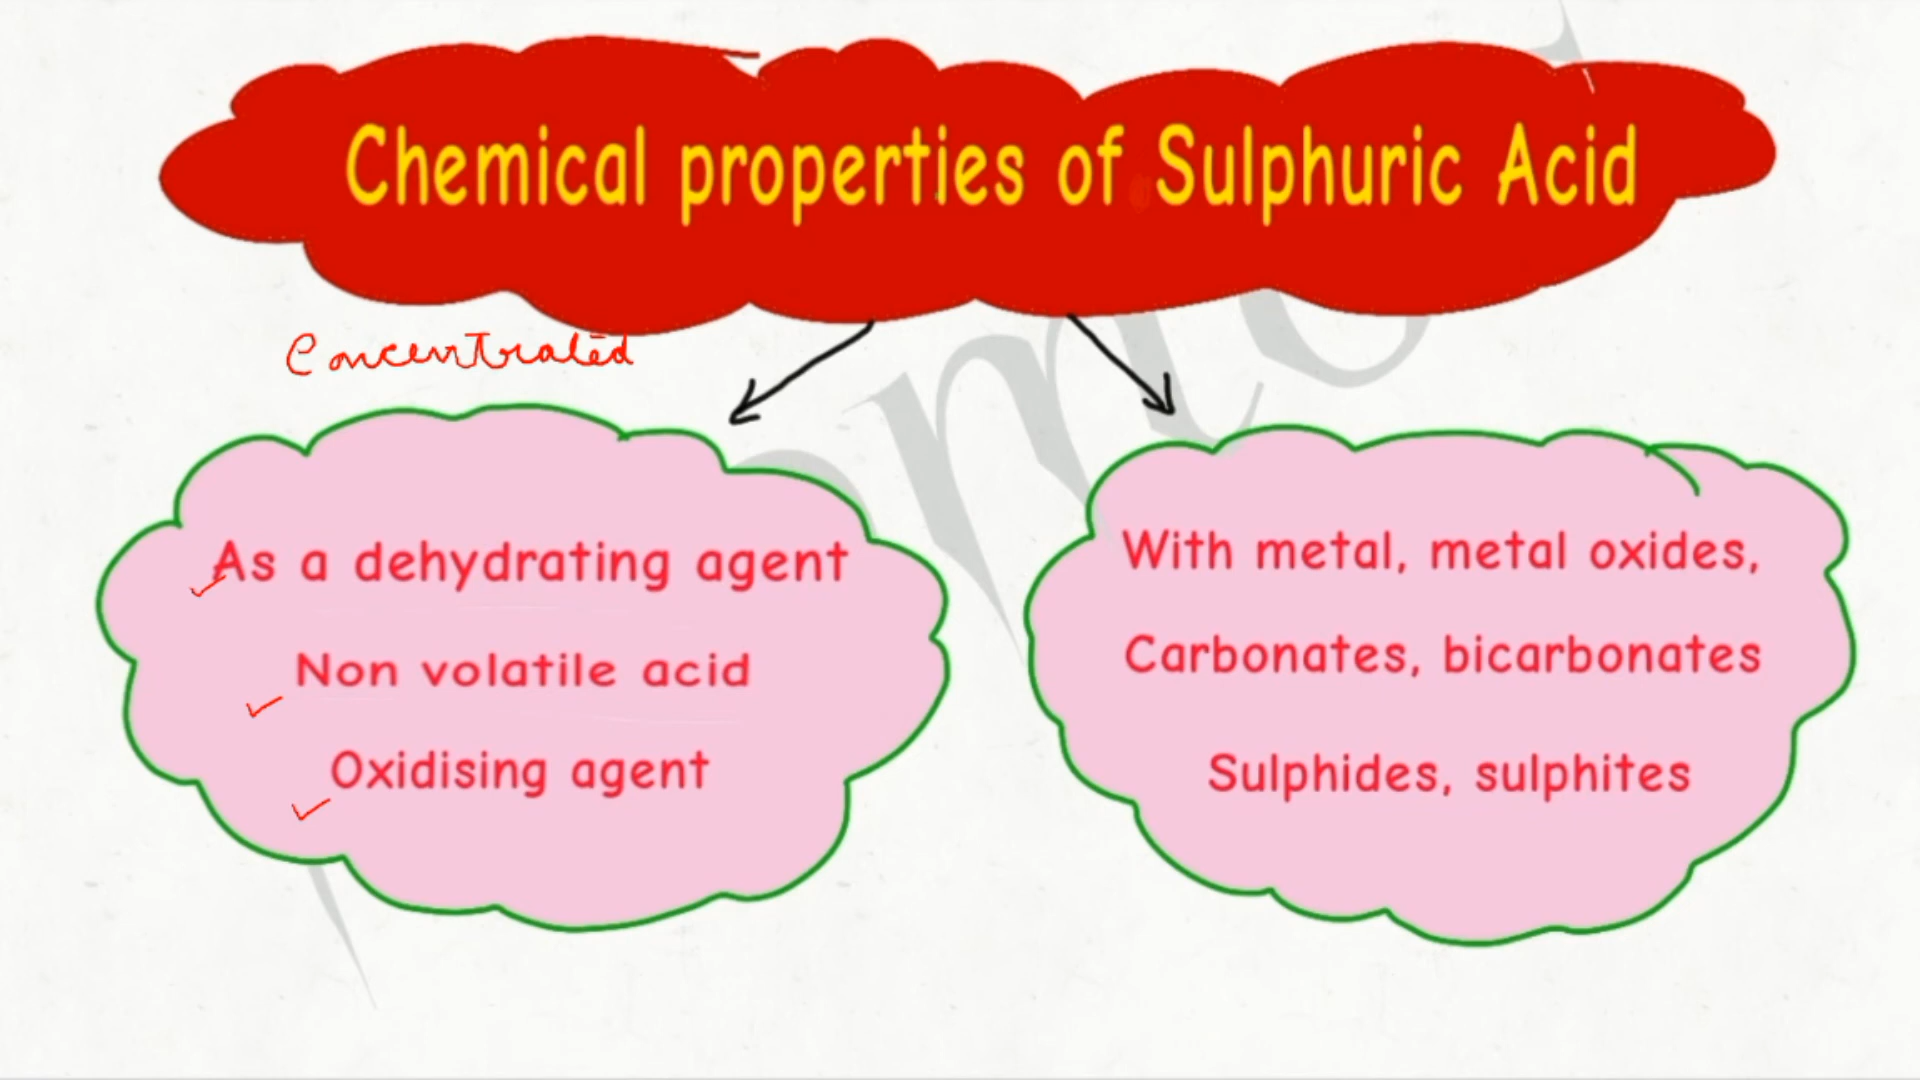 Chemical properties of Sulphuric Acid
Concentrated
As a dehydrating agent
Non volatile acid
Oxidising agent
With metal, metal oxides,
Carbonates, bicarbonates
Sulphides, sulphites